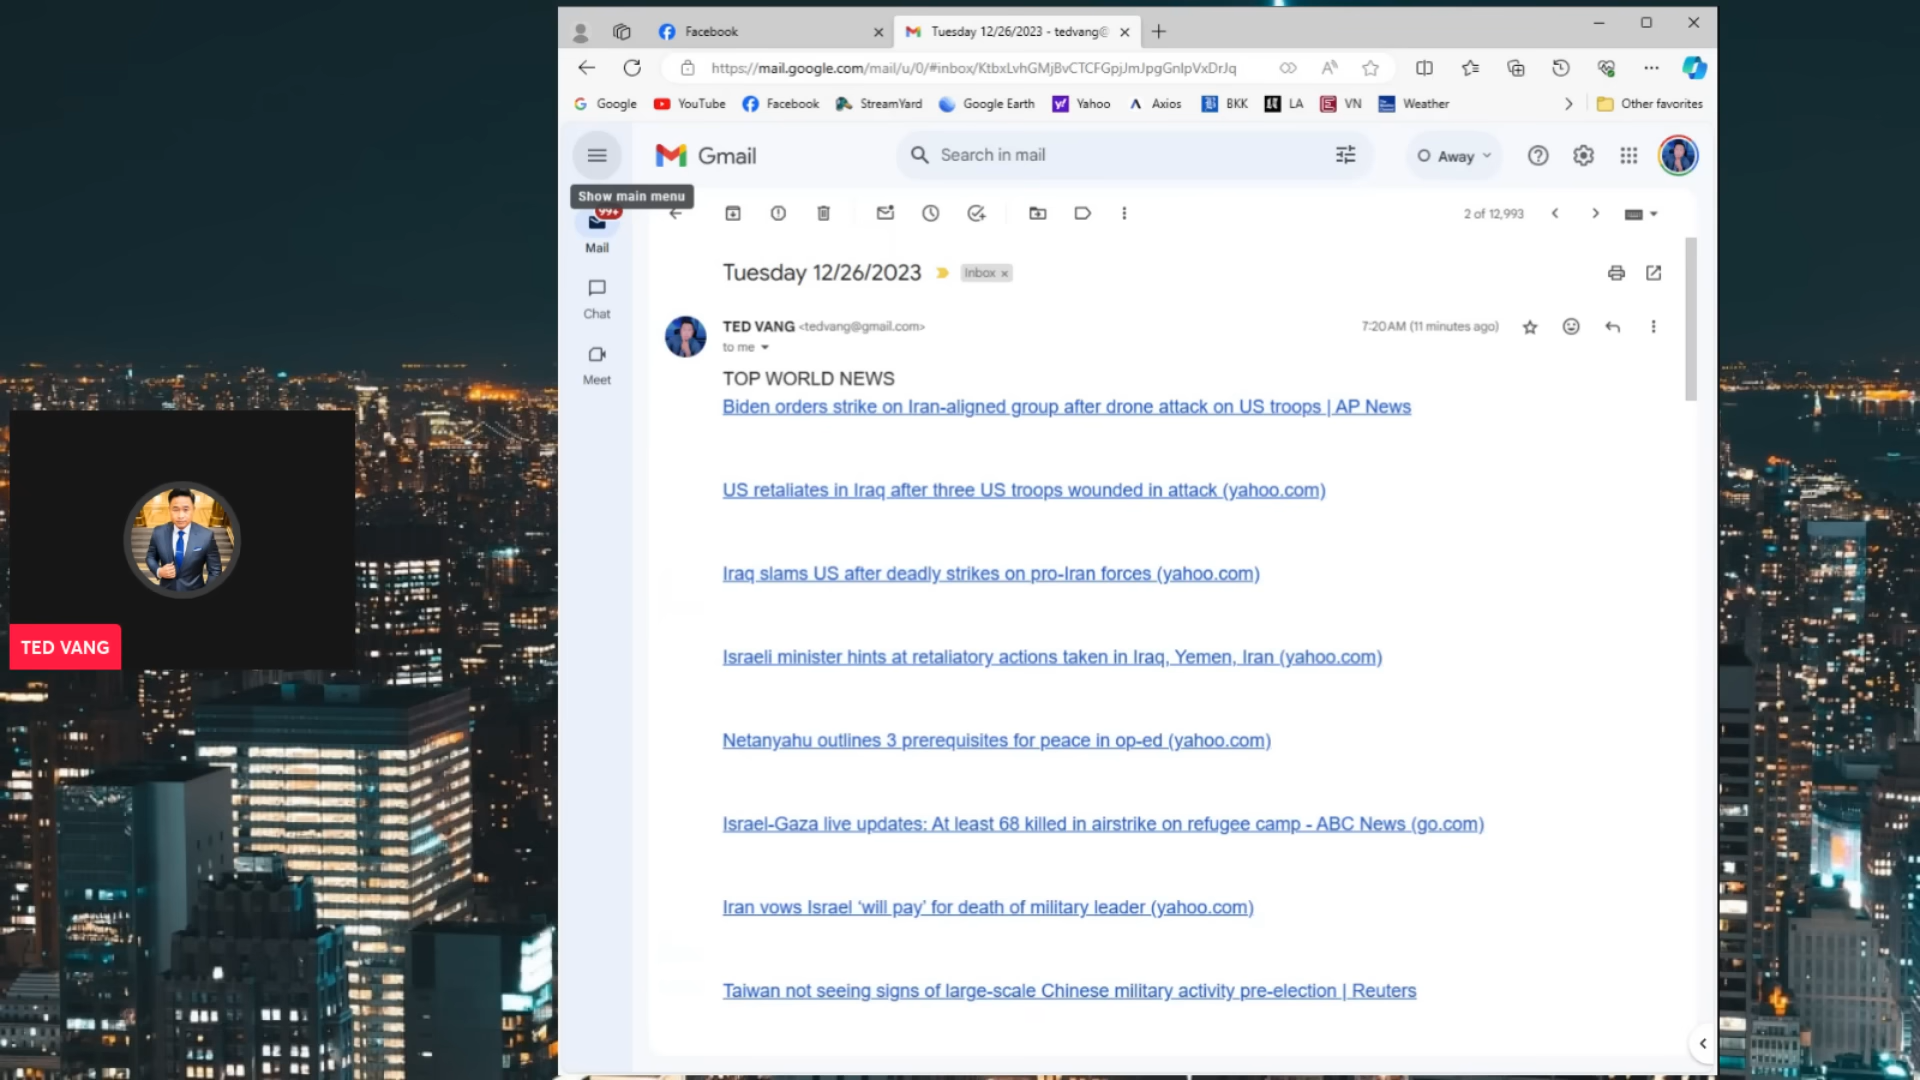 Facebook
Tuesday 12/26/2023 - tedvang@
https://mail.google.com/mail/u/0/#inbox/KtbxLvhGMjBvCTCFGpjJmJpgGnlpVxDrJq
Google YouTube Facebook StreamYard Google Earth Yahoo Axios BKK LA VN Weather Other favorites
Gmail
Search in mail
Away
Show main menu
99+
2 of 12,993
Mail
Chat
Meet
Tuesday 12/26/2023
Inbox x
TED VANG <tedvang@gmail.com>
7:20 AM (11 minutes ago)
to me
TOP WORLD NEWS
Biden orders strike on Iran-aligned group after drone attack on US troops | AP News
US retaliates in Iraq after three US troops wounded in attack (yahoo.com)
Iraq slams US after deadly strikes on pro-Iran forces (yahoo.com)
Israeli minister hints at retaliatory actions taken in Iraq, Yemen, Iran (yahoo.com)
Netanyahu outlines 3 prerequisites for peace in op-ed (yahoo.com)
Israel-Gaza live updates: At least 68 killed in airstrike on refugee camp - ABC News (go.com)
Iran vows Israel ‘will pay’ for death of military leader (yahoo.com)
Taiwan not seeing signs of large-scale Chinese military activity pre-election | Reuters
TED VANG